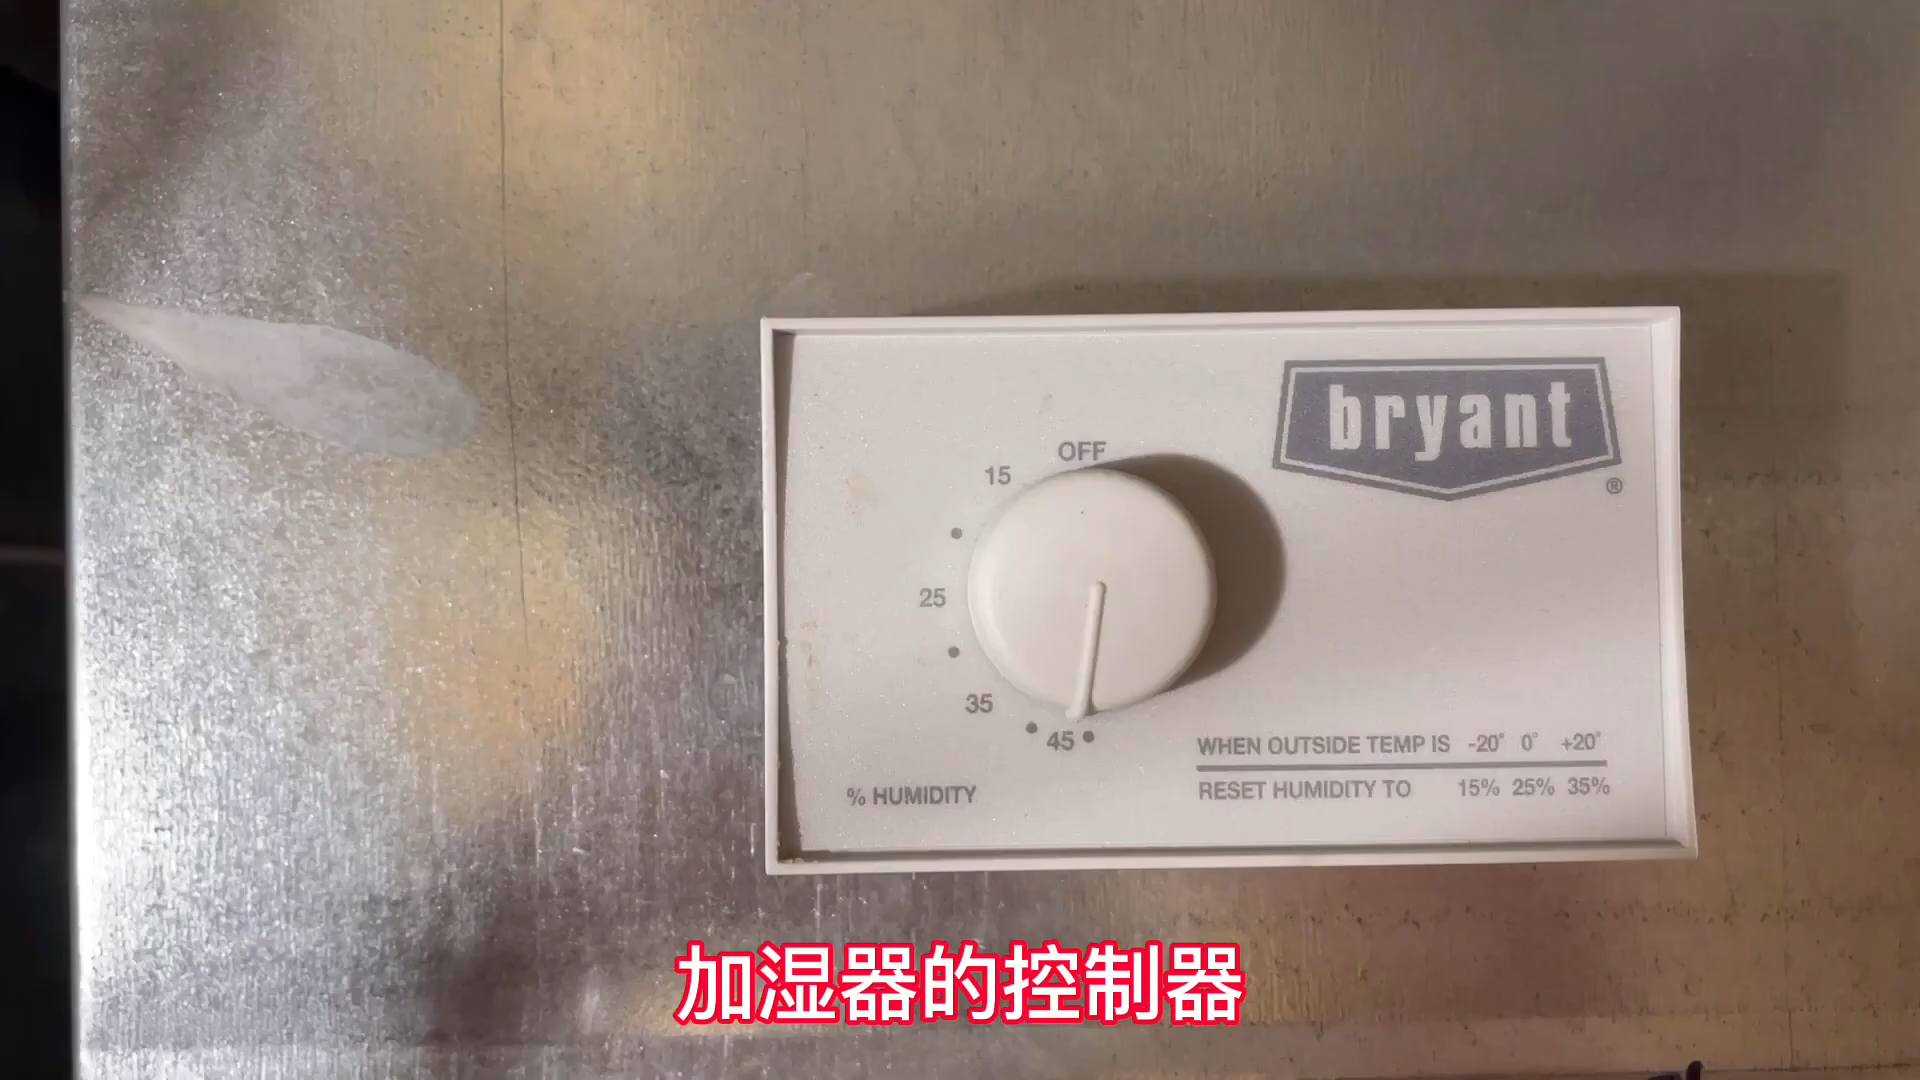 bryant
®
OFF
15
25
35
45
% HUMIDITY
WHEN OUTSIDE TEMP IS -20° 0° +20°
RESET HUMIDITY TO 15% 25% 35%
加湿器的控制器